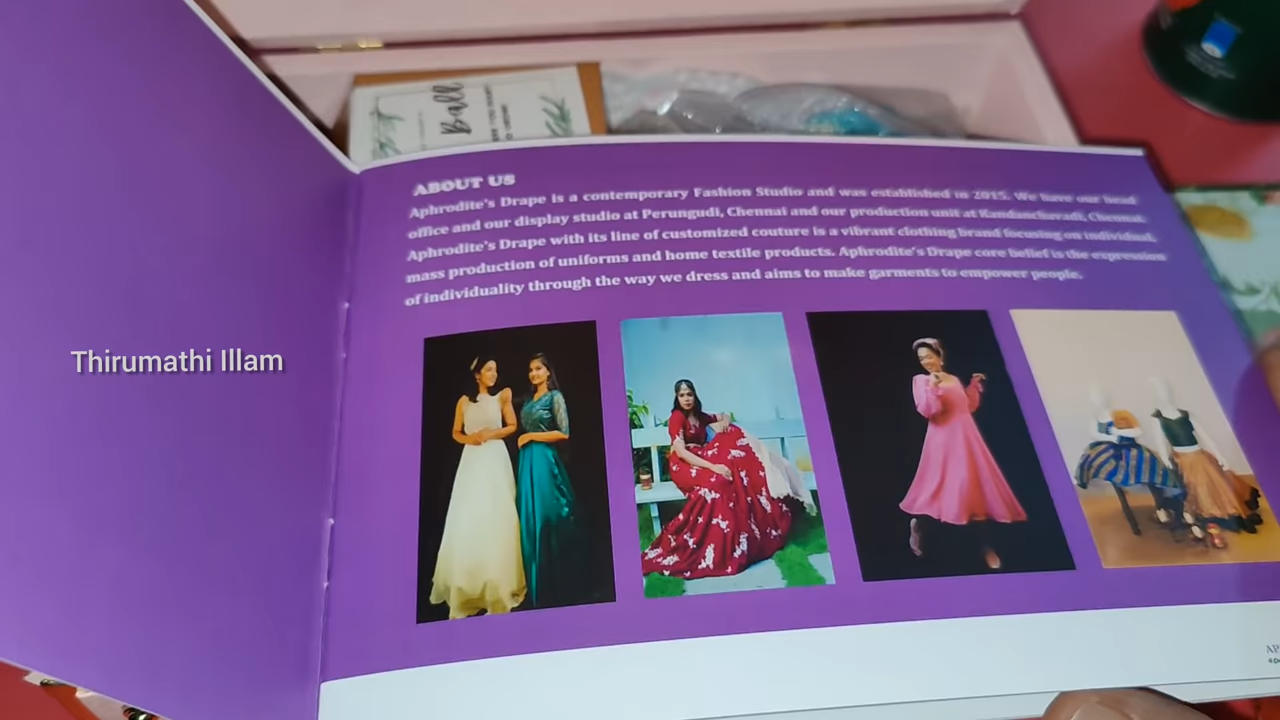 Ball
ABOUT US
Aphrodite's Drape is a contemporary Fashion Studio and was established in 2015. We have our head
office and our display studio at Perungudi, Chennai and our production unit at Kandanchavadi, Chennai.
Aphrodite's Drape with its line of customized couture is a vibrant clothing brand focusing on individual,
mass production of uniforms and home textile products. Aphrodite's Drape core belief is the expression
of individuality through the way we dress and aims to make garments to empower people.
Thirumathi Illam